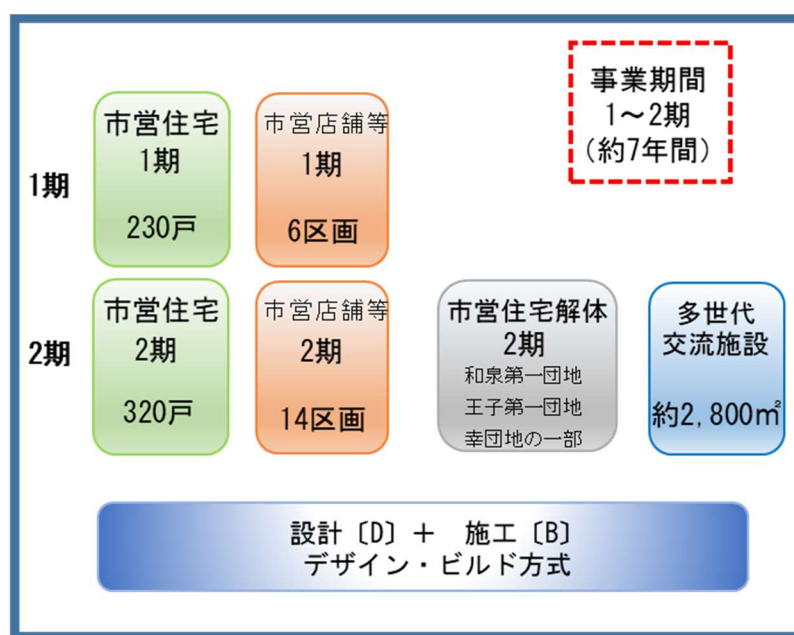 事業期間
1～2期
(約7年間)
1期
市営住宅
1期
230戸
市営店舗等
1期
6区画
2期
市営住宅
2期
320戸
市営店舗等
2期
14区画
市営住宅解体
2期
和泉第一団地
王子第一団地
幸団地の一部
多世代
交流施設
約2,800㎡
設計〔D〕＋ 施工〔B〕
デザイン・ビルド方式